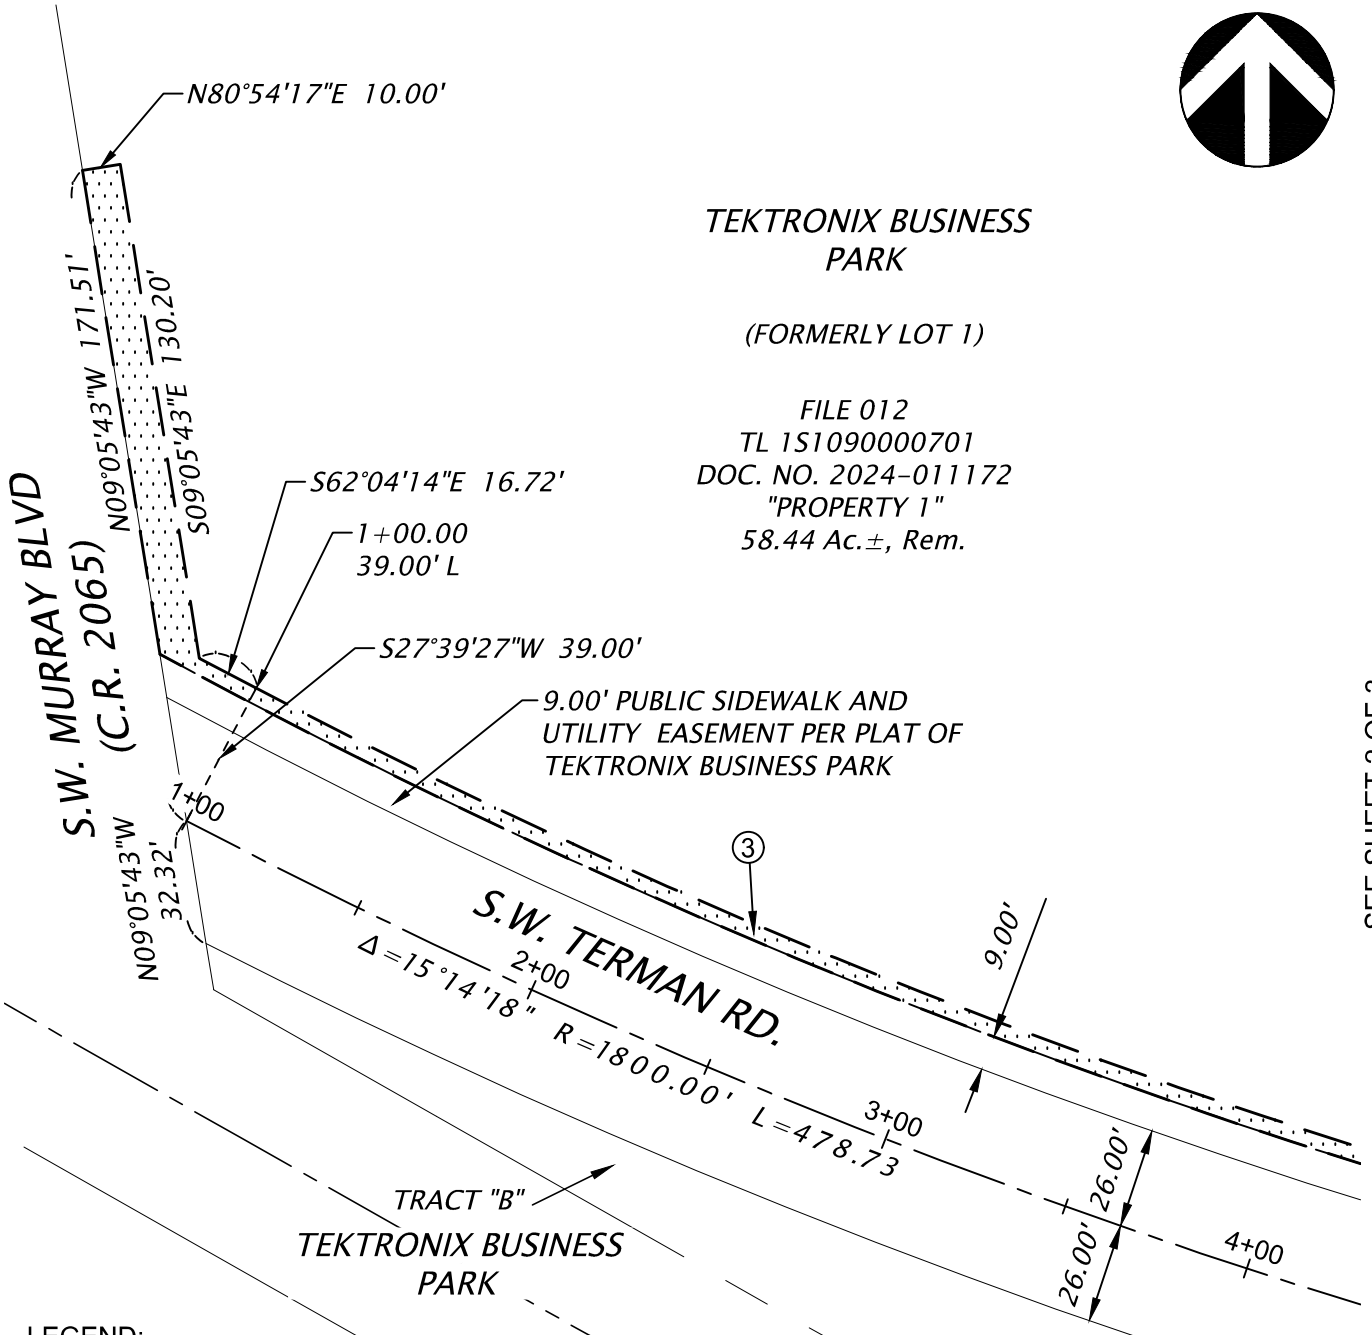 N80°54'17"E 10.00'
TEKTRONIX BUSINESS
PARK
(FORMERLY LOT 1)
FILE 012
TL 1S1090000701
DOC. NO. 2024-011172
"PROPERTY 1"
58.44 Ac.±, Rem.
N09°05'43"W 171.51'
S09°05'43"E 130.20'
S62°04'14"E 16.72'
1+00.00
39.00' L
S27°39'27"W 39.00'
9.00' PUBLIC SIDEWALK AND
UTILITY EASEMENT PER PLAT OF
TEKTRONIX BUSINESS PARK
S.W. MURRAY BLVD
(C.R. 2065)
1+00
N09°05'43"W
32.32'
3
S.W. TERMAN RD.
9.00'
2+00
Δ=15°14'18" R=1800.00' L=478.73
3+00
26.00'
26.00'
4+00
TRACT "B"
TEKTRONIX BUSINESS
PARK
LEGEND:
SEE SHEET OF